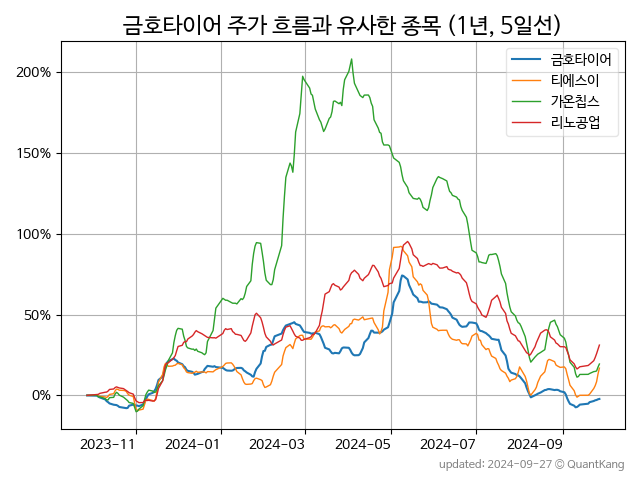 금호타이어 주가 흐름과 유사한 종목 (1년, 5일선)
금호타이어
티에스이
가온칩스
리노공업
200%
150%
100%
50%
0%
2023-11 2024-01 2024-03 2024-05 2024-07 2024-09
updated: 2024-09-27 © QuantKang